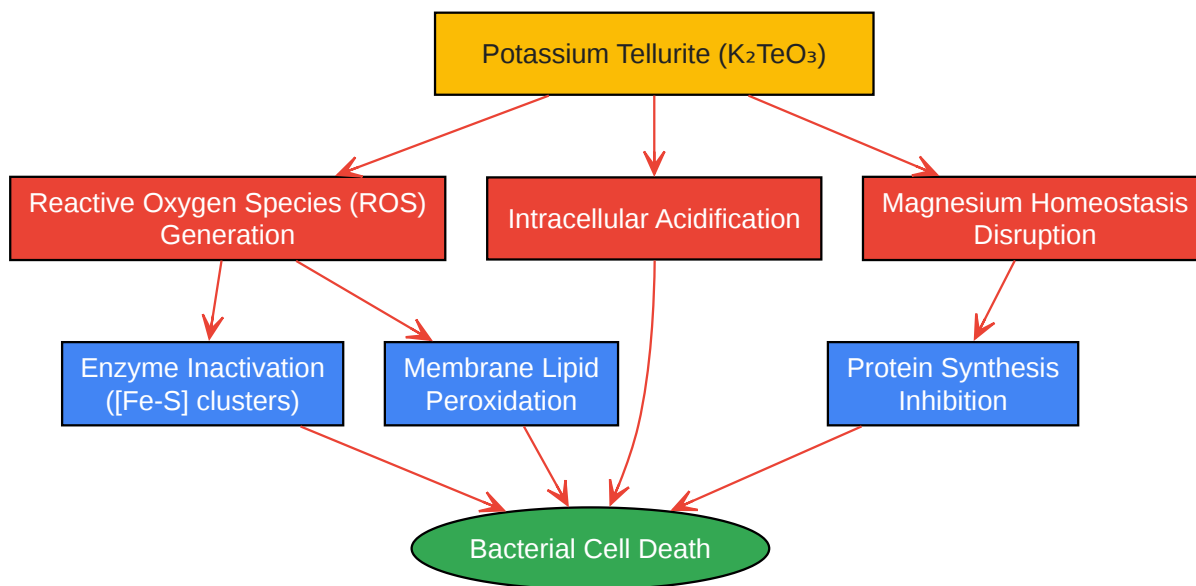 Potassium Tellurite (K₂TeO₃)
Reactive Oxygen Species (ROS)
Generation
Intracellular Acidification
Magnesium Homeostasis
Disruption
Enzyme Inactivation
([Fe-S] clusters)
Membrane Lipid
Peroxidation
Protein Synthesis
Inhibition
Bacterial Cell Death